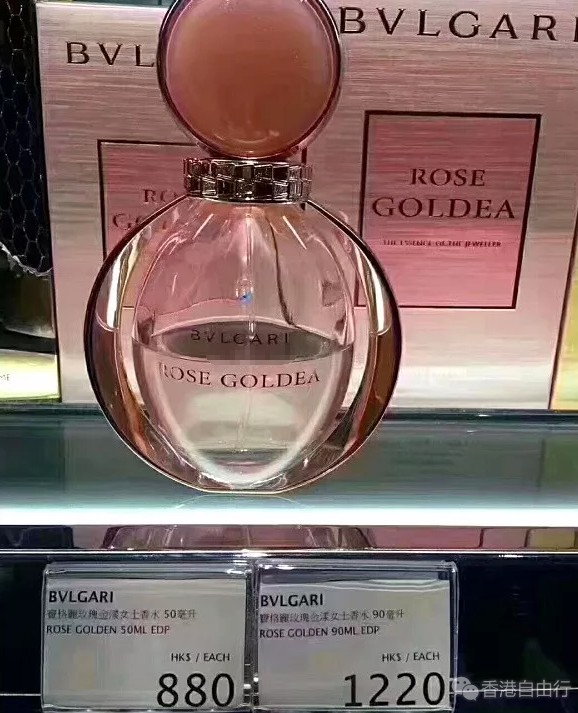 BVL
BVLGARI
ROSE
GOLDEA
THE ESSENCE OF THE JEWELLER
BVLGARI
ROSE GOLDEA
BVLGARI
寶格麗玫瑰金漾女士香水 50毫升
ROSE GOLDEN 50ML EDP
HK$ / EACH
880
BVLGARI
寶格麗玫瑰金漾女士香水 90毫升
ROSE GOLDEN 90ML EDP
HK$ / EACH
1220
香港自由行